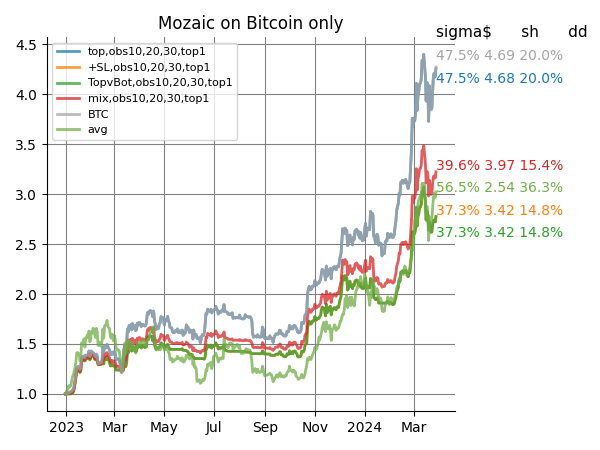 Mozaic on Bitcoin only
sigma$ sh dd
top,obs10,20,30,top1
+SL,obs10,20,30,top1
TopvBot,obs10,20,30,top1
mix,obs10,20,30,top1
BTC
avg
47.5% 4.69 20.0%
47.5% 4.68 20.0%
39.6% 3.97 15.4%
56.5% 2.54 36.3%
37.3% 3.42 14.8%
37.3% 3.42 14.8%
4.5
4.0
3.5
3.0
2.5
2.0
1.5
1.0
2023 Mar May Jul Sep Nov 2024 Mar